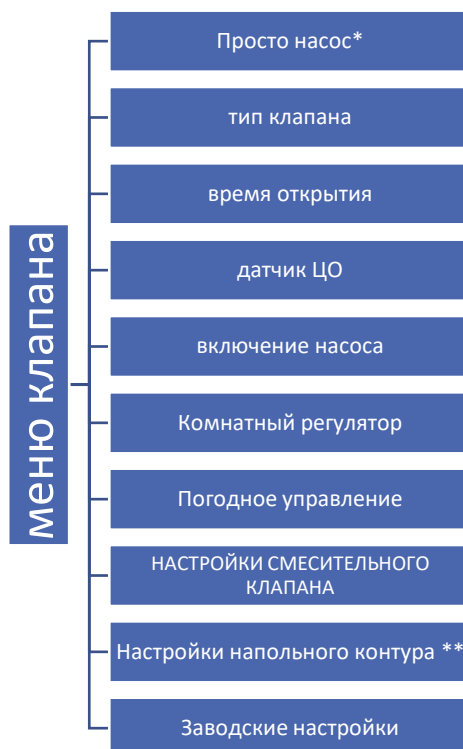 меню клапана
Просто насос*
тип клапана
время открытия
датчик ЦО
включение насоса
Комнатный регулятор
Погодное управление
НАСТРОЙКИ СМЕСИТЕЛЬНОГО
КЛАПАНА
Настройки напольного контура **
Заводские настройки